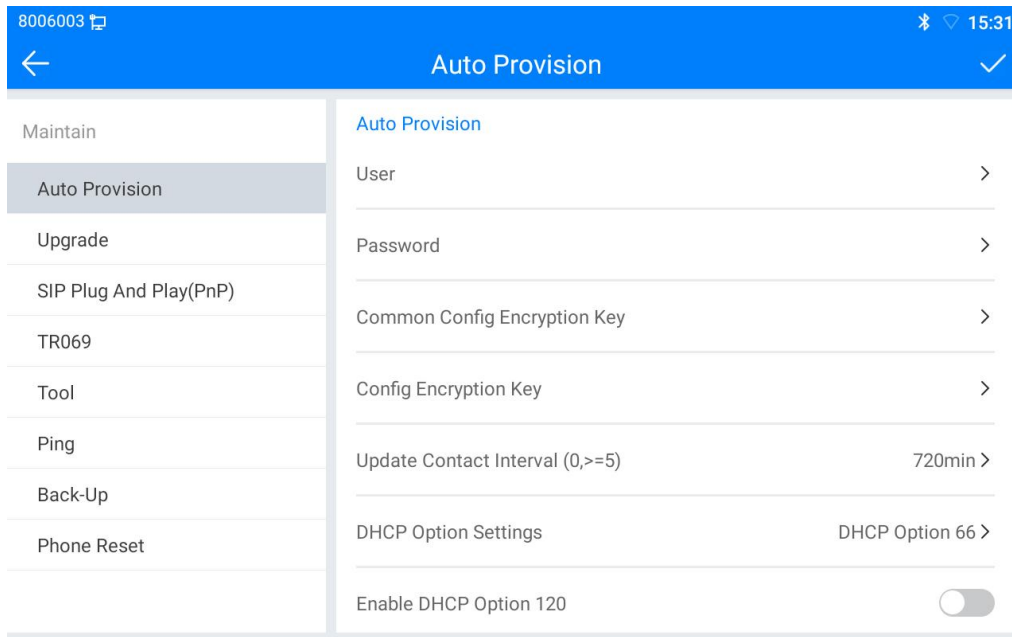 8006003
15:31
Auto Provision
Maintain
Auto Provision
Upgrade
SIP Plug And Play(PnP)
TR069
Tool
Ping
Back-Up
Phone Reset
Auto Provision
User
Password
Common Config Encryption Key
Config Encryption Key
Update Contact Interval (0,>=5) 720min
DHCP Option Settings DHCP Option 66
Enable DHCP Option 120